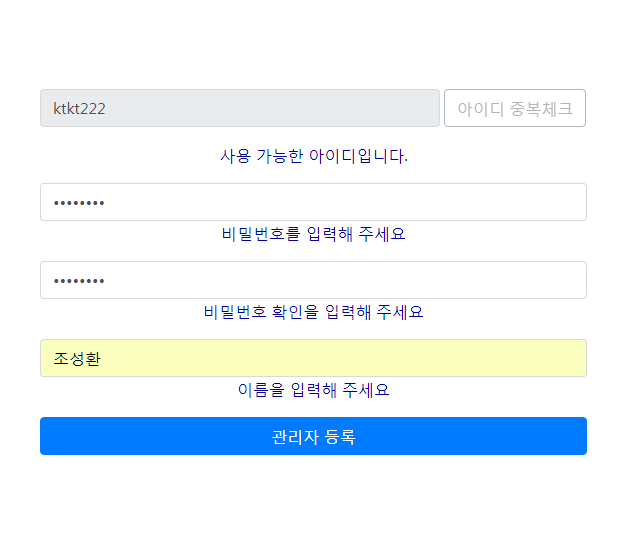 ktkt222 아이디 중복체크
사용 가능한 아이디입니다.
••••••••
비밀번호를 입력해 주세요
••••••••
비밀번호 확인을 입력해 주세요
조성환
이름을 입력해 주세요
관리자 등록